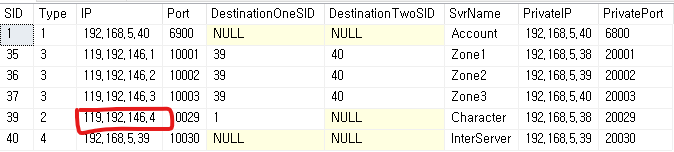 SID Type IP Port DestinationOneSID DestinationTwoSID SvrName PrivateIP PrivatePort
1 1 192,168,5,40 6900 NULL NULL Account 192,168,5,40 6800
35 3 119,192,146,1 10001 39 40 Zone1 192,168,5,38 20001
36 3 119,192,146,2 10002 39 40 Zone2 192,168,5,39 20002
37 3 119,192,146,3 10003 39 40 Zone3 192,168,5,40 20003
39 2 119,192,146,4 10029 1 NULL Character 192,168,5,38 20029
40 4 192,168,5,39 10030 NULL NULL InterServer 192,168,5,39 20030